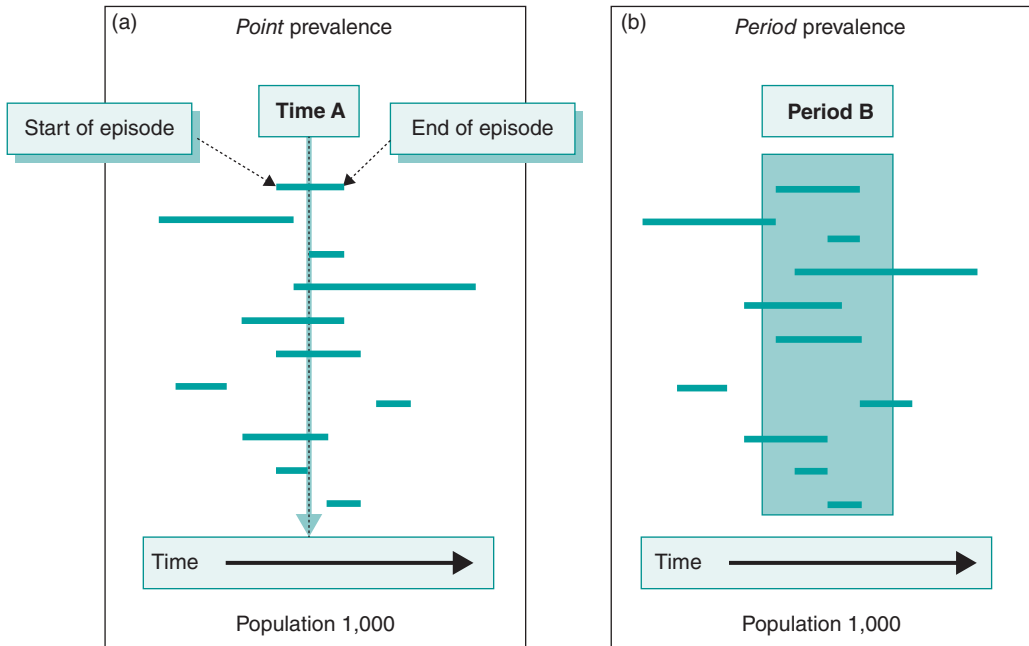 (a)
Point prevalence
Time A
Start of episode
End of episode
Time
Population 1,000
(b)
Period prevalence
Period B
Time
Population 1,000